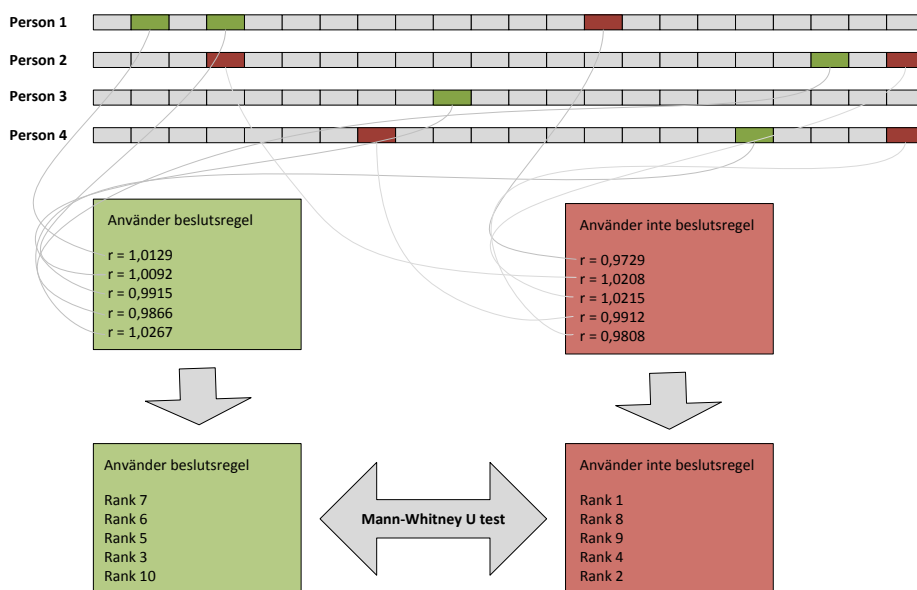 Person 1
Person 2
Person 3
Person 4
Använder beslutsregel
r = 1,0129
r = 1,0092
r = 0,9915
r = 0,9866
r = 1,0267
Använder inte beslutsregel
r = 0,9729
r = 1,0208
r = 1,0215
r = 0,9912
r = 0,9808
Använder beslutsregel
Rank 7
Rank 6
Rank 5
Rank 3
Rank 10
Mann-Whitney U test
Använder inte beslutsregel
Rank 1
Rank 8
Rank 9
Rank 4
Rank 2